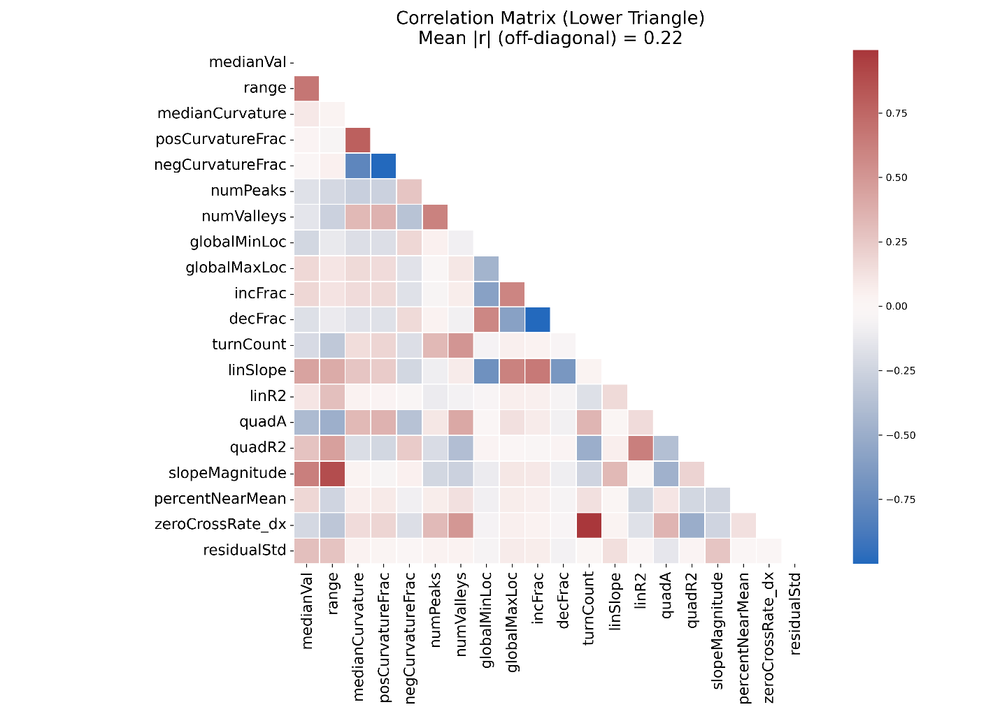 Correlation Matrix (Lower Triangle)
Mean |r| (off-diagonal) = 0.22
medianVal
range
medianCurvature
posCurvatureFrac
negCurvatureFrac
numPeaks
numValleys
globalMinLoc
globalMaxLoc
incFrac
decFrac
turnCount
linSlope
linR2
quadA
quadR2
slopeMagnitude
percentNearMean
zeroCrossRate_dx
residualStd
medianVal
range
medianCurvature
posCurvatureFrac
negCurvatureFrac
numPeaks
numValleys
globalMinLoc
globalMaxLoc
incFrac
decFrac
turnCount
linSlope
linR2
quadA
quadR2
slopeMagnitude
percentNearMean
zeroCrossRate_dx
residualStd
0.75
0.50
0.25
0.00
−0.25
−0.50
−0.75